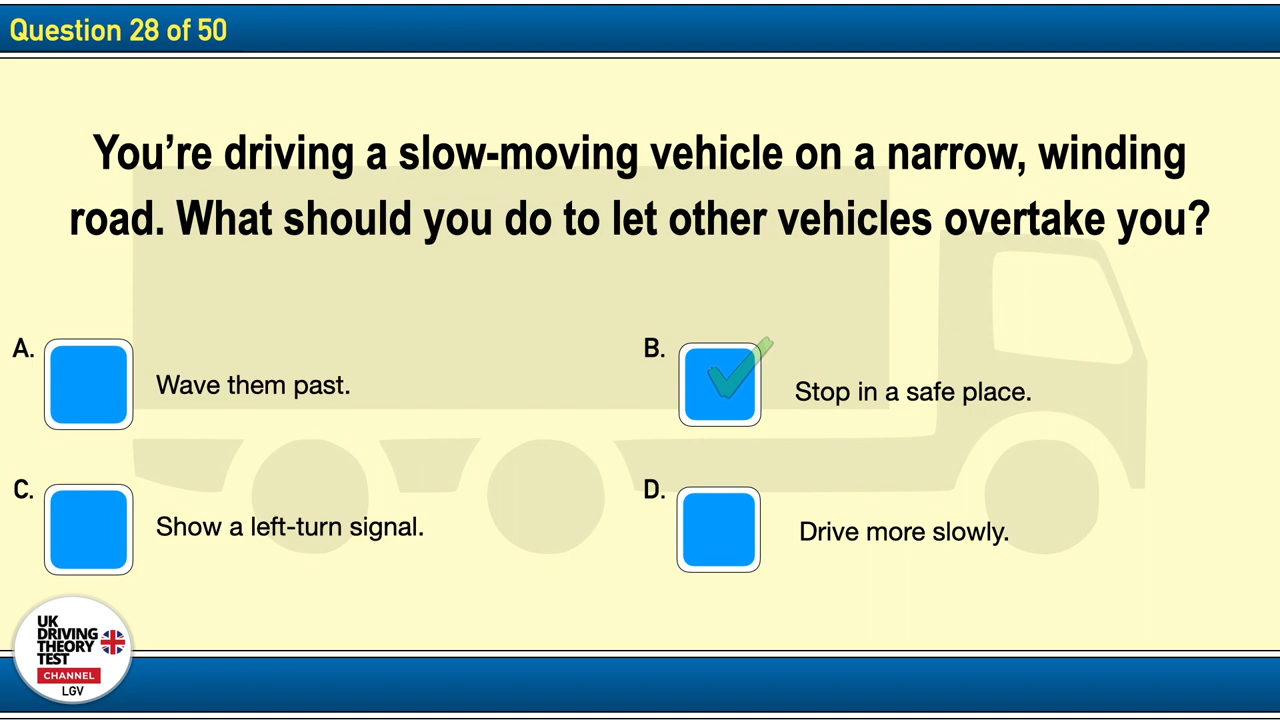 Question 28 of 50
You’re driving a slow-moving vehicle on a narrow, winding
road. What should you do to let other vehicles overtake you?
A.
Wave them past.
B.
Stop in a safe place.
C.
Show a left-turn signal.
D.
Drive more slowly.
UK
DRIVING
THEORY
TEST
CHANNEL
LGV